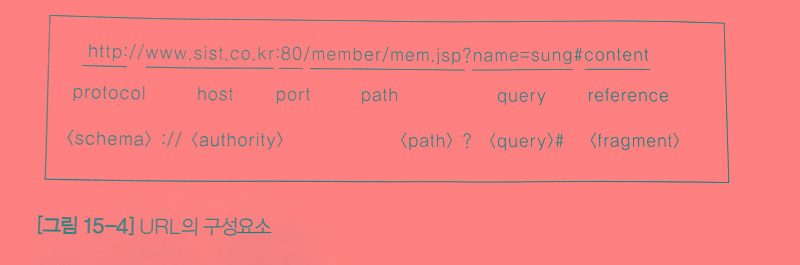 http://www.sist.co.kr:80/member/mem.jsp?name=sung#content
protocol host port path query reference
〈schema〉 :// 〈authority〉 〈path〉 ? 〈query〉# 〈fragment〉
[그림 15-4] URL의 구성요소